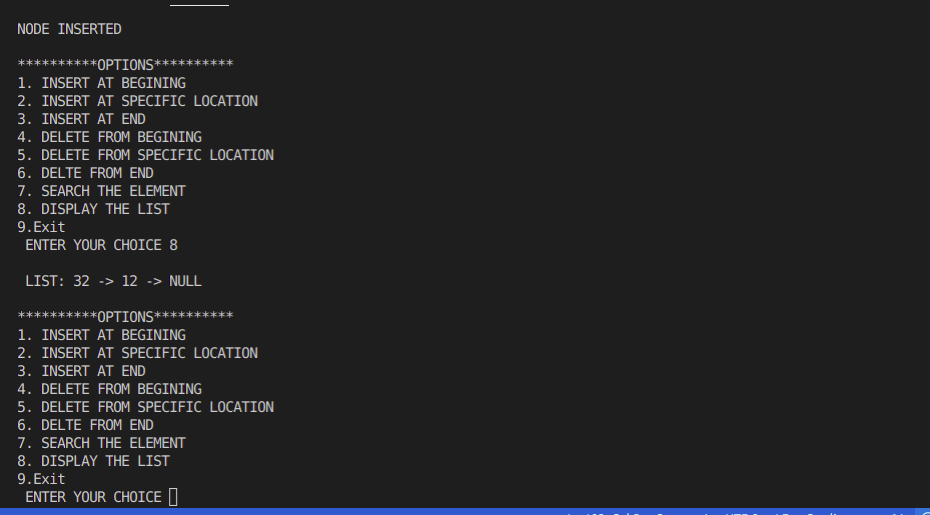 NODE INSERTED
**********OPTIONS**********
1. INSERT AT BEGINING
2. INSERT AT SPECIFIC LOCATION
3. INSERT AT END
4. DELETE FROM BEGINING
5. DELETE FROM SPECIFIC LOCATION
6. DELTE FROM END
7. SEARCH THE ELEMENT
8. DISPLAY THE LIST
9.Exit
ENTER YOUR CHOICE 8
LIST: 32 -> 12 -> NULL
**********OPTIONS**********
1. INSERT AT BEGINING
2. INSERT AT SPECIFIC LOCATION
3. INSERT AT END
4. DELETE FROM BEGINING
5. DELETE FROM SPECIFIC LOCATION
6. DELTE FROM END
7. SEARCH THE ELEMENT
8. DISPLAY THE LIST
9.Exit
ENTER YOUR CHOICE